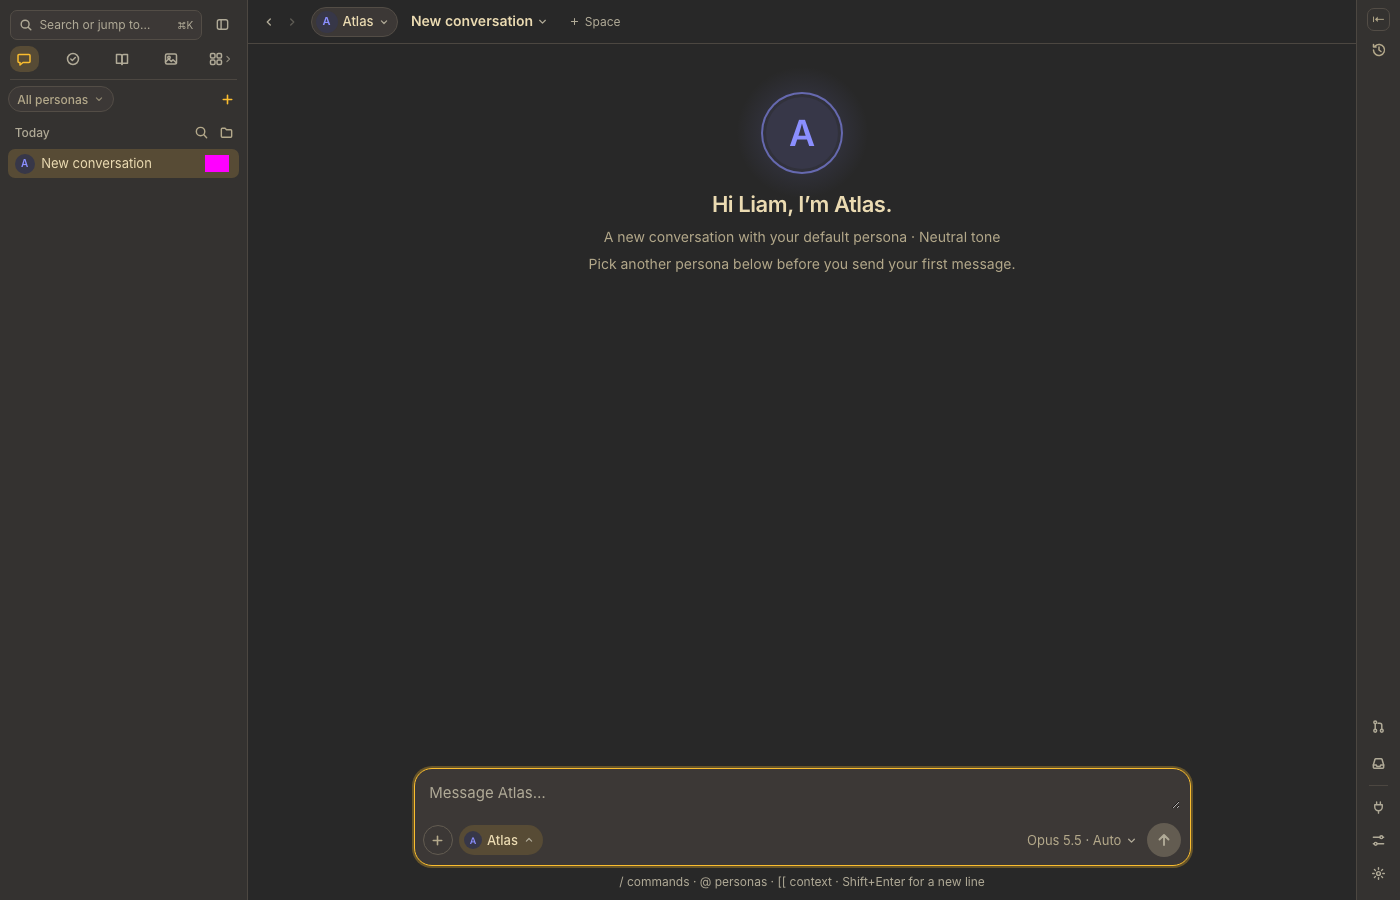 Search or jump to... ⌘K
All personas
Today
A New conversation
A Atlas New conversation + Space
A
Hi Liam, I’m Atlas.
A new conversation with your default persona · Neutral tone
Pick another persona below before you send your first message.
Message Atlas...
A Atlas Opus 5.5 · Auto
/ commands · @ personas · [[ context · Shift+Enter for a new line